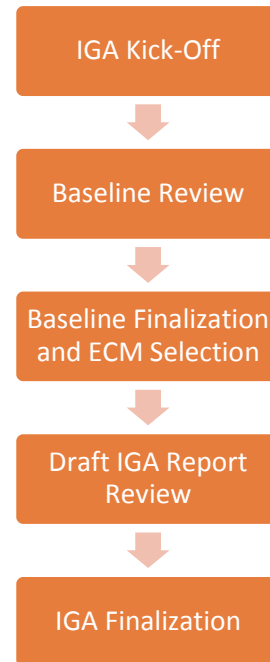 IGA Kick-Off
Baseline Review
Baseline Finalization
and ECM Selection
Draft IGA Report
Review
IGA Finalization